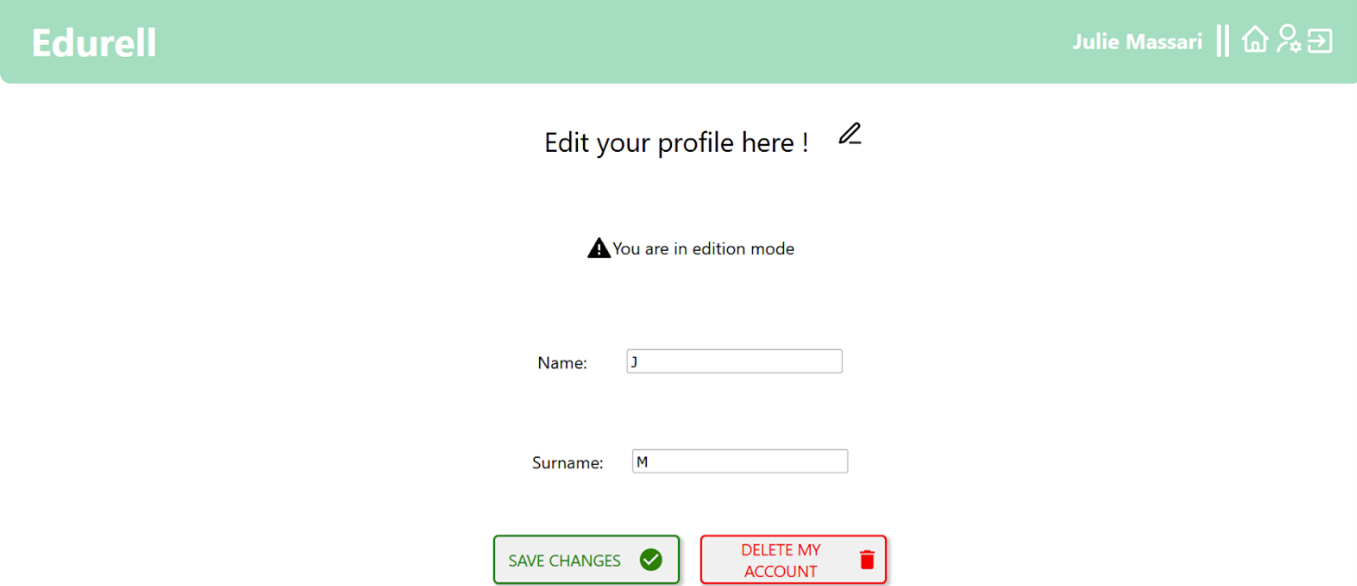 Edurell
Julie Massari
Edit your profile here !
You are in edition mode
Name: J
Surname: M
SAVE CHANGES
DELETE MY
ACCOUNT